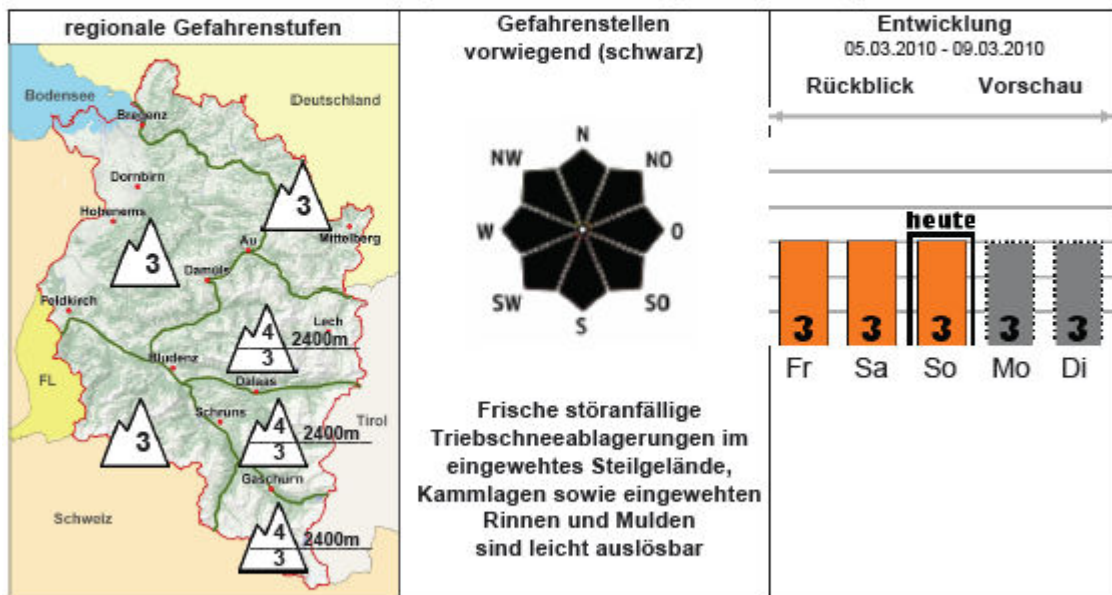 regionale Gefahrenstufen
Bodensee
Deutschland
Bregenz
Dornbirn
Hohenems
3
Mittelberg
Au
3
Damüls
Feldkirch
Lech
4
2400m
3
Bludenz
FL
Dalaas
Schruns
Tirol
3
4
2400m
3
Gaschurn
Schweiz
4
2400m
3
Gefahrenstellen
vorwiegend (schwarz)
N
NW
NO
W
O
SW
SO
S
Frische störanfällige
Triebschneeablagerungen im
eingewehtes Steilgelände,
Kammlagen sowie eingewehten
Rinnen und Mulden
sind leicht auslösbar
Entwicklung
05.03.2010 - 09.03.2010
Rückblick Vorschau
heute
3 3 3 3 3
Fr Sa So Mo Di